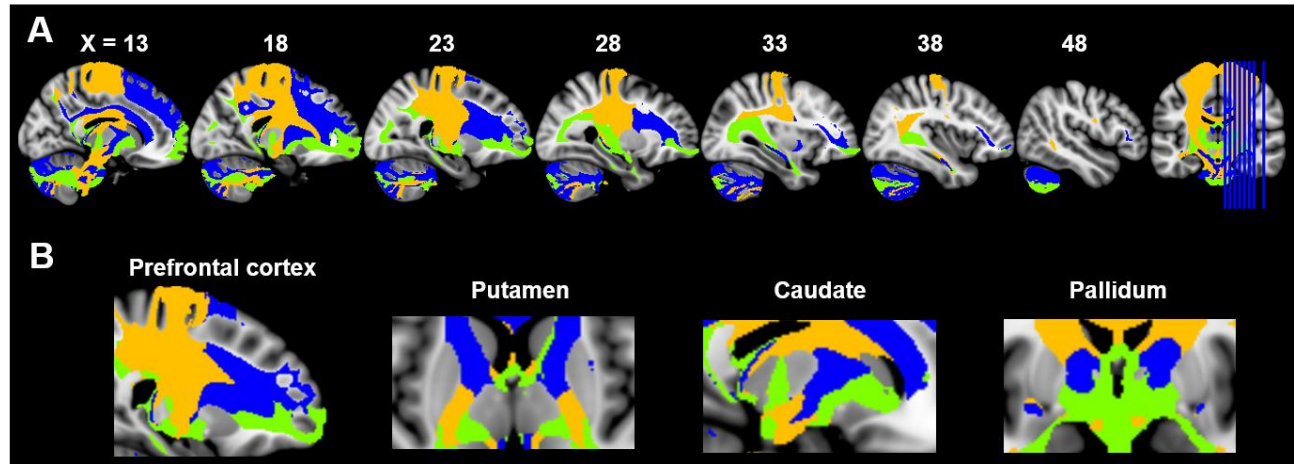 A
X = 13 18 23 28 33 38 48
B
Prefrontal cortex
Putamen Caudate Pallidum